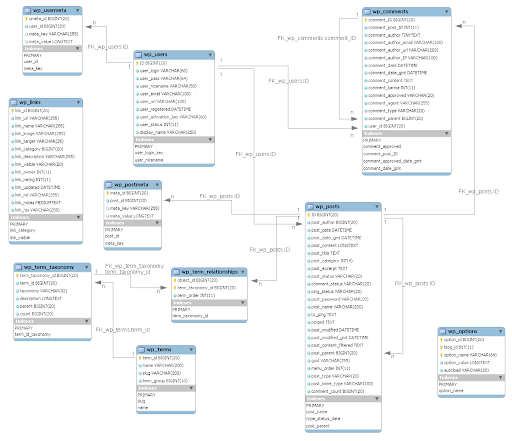 wp_usermeta
umeta_id BIGINT(20)
user_id BIGINT(20)
meta_key VARCHAR(255)
meta_value LONGTEXT
Indexes
PRIMARY
user_id
meta_key
wp_users
ID BIGINT(20)
user_login VARCHAR(60)
user_pass VARCHAR(64)
user_nicename VARCHAR(50)
user_email VARCHAR(100)
user_url VARCHAR(100)
user_registered DATETIME
user_activation_key VARCHAR(60)
user_status INT(11)
display_name VARCHAR(250)
Indexes
PRIMARY
user_login_key
user_nicename
wp_comments
comment_ID BIGINT(20)
comment_post_ID INT(11)
comment_author TINYTEXT
comment_author_email VARCHAR(100)
comment_author_url VARCHAR(200)
comment_author_IP VARCHAR(100)
comment_date DATETIME
comment_date_gmt DATETIME
comment_content TEXT
comment_karma INT(11)
comment_approved VARCHAR(20)
comment_agent VARCHAR(255)
comment_type VARCHAR(20)
comment_parent BIGINT(20)
user_id BIGINT(20)
Indexes
PRIMARY
comment_approved
comment_post_ID
comment_approved_date_gmt
comment_date_gmt
wp_links
link_id BIGINT(20)
link_url VARCHAR(255)
link_name VARCHAR(255)
link_image VARCHAR(255)
link_target VARCHAR(25)
link_category BIGINT(20)
link_description VARCHAR(255)
link_visible VARCHAR(20)
link_owner INT(11)
link_rating INT(11)
link_updated DATETIME
link_rel VARCHAR(255)
link_notes MEDIUMTEXT
link_rss VARCHAR(255)
Indexes
PRIMARY
link_category
link_visible
wp_postmeta
meta_id BIGINT(20)
post_id BIGINT(20)
meta_key VARCHAR(255)
meta_value LONGTEXT
Indexes
PRIMARY
post_id
meta_key
wp_posts
ID BIGINT(20)
post_author BIGINT(20)
post_date DATETIME
post_date_gmt DATETIME
post_content LONGTEXT
post_title TEXT
post_category INT(4)
post_excerpt TEXT
post_status VARCHAR(20)
comment_status VARCHAR(20)
ping_status VARCHAR(20)
post_password VARCHAR(20)
post_name VARCHAR(200)
to_ping TEXT
pinged TEXT
post_modified DATETIME
post_modified_gmt DATETIME
post_content_filtered TEXT
post_parent BIGINT(20)
guid VARCHAR(255)
menu_order INT(11)
post_type VARCHAR(20)
post_mime_type VARCHAR(100)
comment_count BIGINT(20)
Indexes
PRIMARY
post_name
type_status_date
post_parent
wp_term_taxonomy
term_taxonomy_id BIGINT(20)
term_id BIGINT(20)
taxonomy VARCHAR(32)
description LONGTEXT
parent BIGINT(20)
count BIGINT(20)
Indexes
PRIMARY
term_id_taxonomy
wp_term_relationships
object_id BIGINT(20)
term_taxonomy_id BIGINT(20)
term_order INT(11)
Indexes
PRIMARY
term_taxonomy_id
wp_terms
term_id BIGINT(20)
name VARCHAR(200)
slug VARCHAR(200)
term_group BIGINT(10)
Indexes
PRIMARY
slug
name
wp_options
option_id BIGINT(20)
blog_id INT(11)
option_name VARCHAR(64)
option_value LONGTEXT
autoload VARCHAR(20)
Indexes
PRIMARY
option_name
FK_wp_users.ID
FK_wp_comments.comment_ID
FK_wp_users.ID
FK_wp_users.ID
FK_wp_posts.ID
FK_wp_posts.ID
FK_wp_posts.ID
FK_wp_posts.ID
FK_wp_term_taxonomy
term_taxonomy_id
FK_wp_terms.term_id